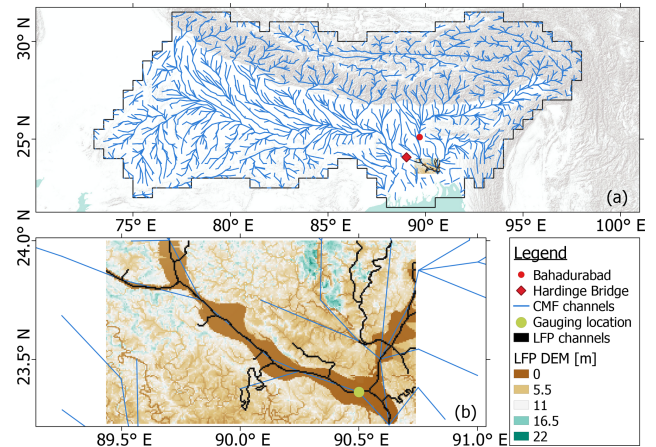 30° N
25° N
(a)
75° E 80° E 85° E 90° E 95° E 100° E
24.0° N
23.5° N
(b)
89.5° E 90.0° E 90.5° E 91.0° E
Legend
Bahadurabad
Hardinge Bridge
CMF channels
Gauging location
LFP channels
LFP DEM [m]
0
5.5
11
16.5
22